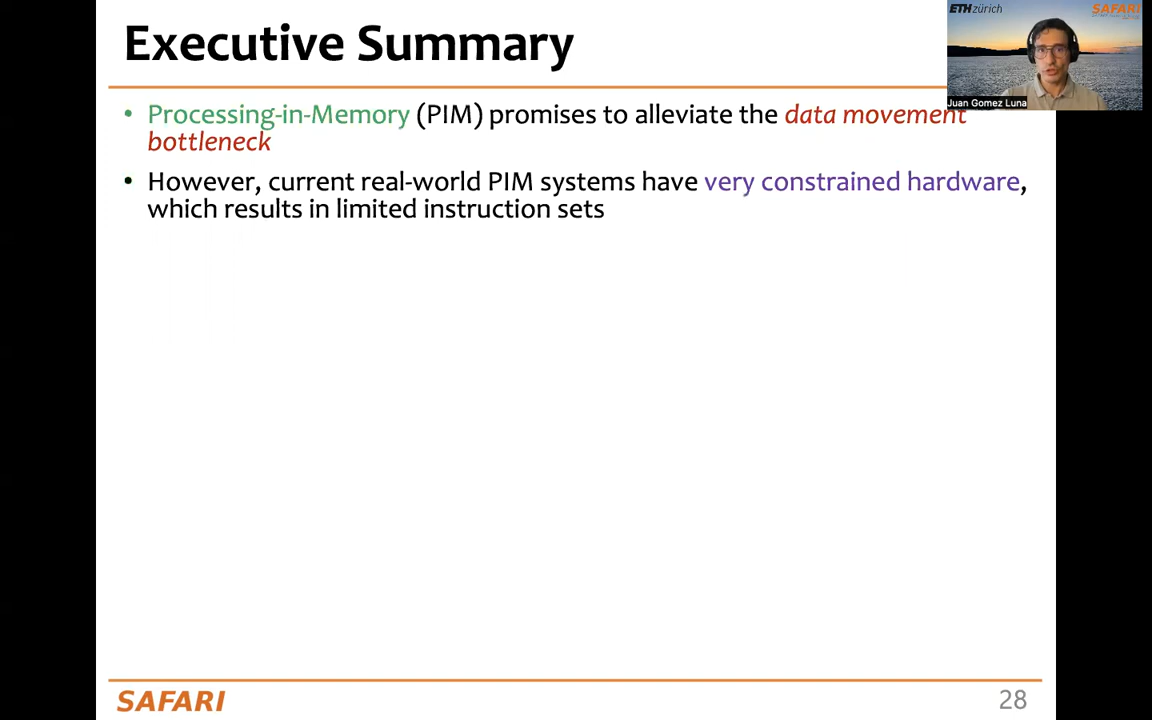 Executive Summary
ETH zürich
SAFARI
Juan Gomez Luna
• Processing-in-Memory (PIM) promises to alleviate the data movement
bottleneck
• However, current real-world PIM systems have very constrained hardware,
which results in limited instruction sets
SAFARI
28